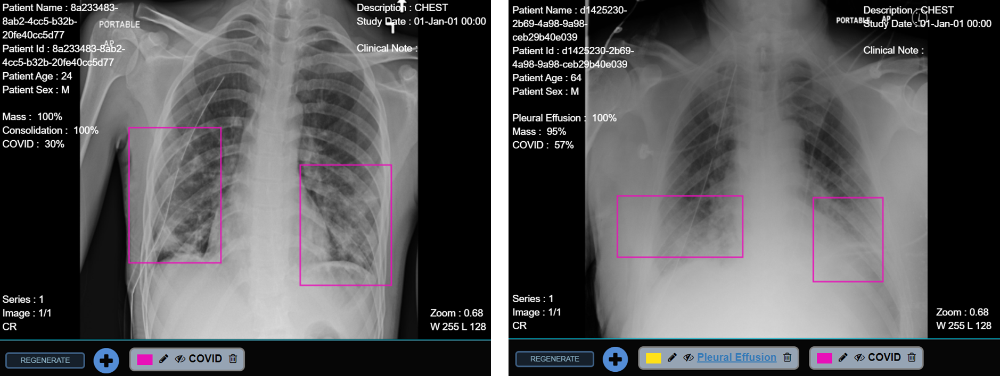 Patient Name : 8a233483-
8ab2-4cc5-b32b-
20fe40cc5d77
Patient Id : 8a233483-8ab2-
4cc5-b32b-20fe40cc5d77
Patient Age : 24
Patient Sex : M
Mass : 100%
Consolidation : 100%
COVID : 30%
PORTABLE
AP
Description : CHEST
Study Date : 01-Jan-01 00:00
Clinical Note :
Series : 1
Image : 1/1
CR
Zoom : 0.68
W 255 L 128
REGENERATE
COVID
Patient Name : d1425230-
2b69-4a98-9a98-
ceb29b40e039
Patient Id : d1425230-2b69-
4a98-9a98-ceb29b40e039
Patient Age : 64
Patient Sex : M
Pleural Effusion : 100%
Mass : 95%
COVID : 57%
PORTABLE AP L
Description : CHEST
Study Date : 01-Jan-01 00:00
Clinical Note :
Series : 1
Image : 1/1
CR
Zoom : 0.68
W 255 L 128
REGENERATE
Pleural Effusion
COVID